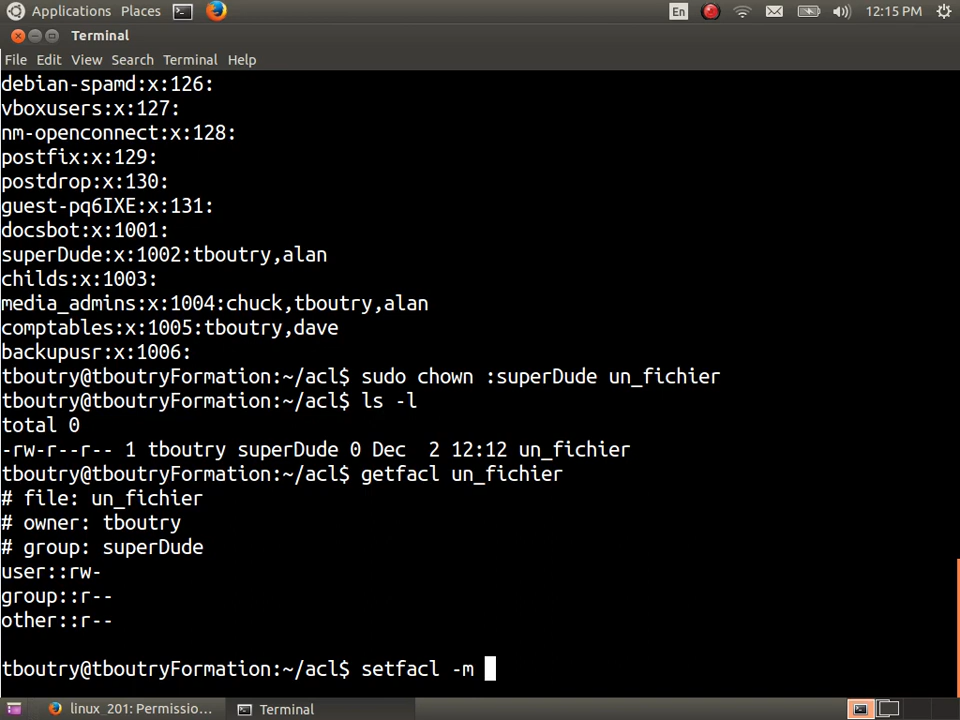 Applications Places En 12:15 PM
Terminal
File Edit View Search Terminal Help
debian-spamd:x:126:
vboxusers:x:127:
nm-openconnect:x:128:
postfix:x:129:
postdrop:x:130:
guest-pq6IXE:x:131:
docsbot:x:1001:
superDude:x:1002:tboutry,alan
childs:x:1003:
media_admins:x:1004:chuck,tboutry,alan
comptables:x:1005:tboutry,dave
backupusr:x:1006:
tboutry@tboutryFormation:~/acl$ sudo chown :superDude un_fichier
tboutry@tboutryFormation:~/acl$ ls -l
total 0
-rw-r--r-- 1 tboutry superDude 0 Dec  2 12:12 un_fichier
tboutry@tboutryFormation:~/acl$ getfacl un_fichier
# file: un_fichier
# owner: tboutry
# group: superDude
user::rw-
group::r--
other::r--
tboutry@tboutryFormation:~/acl$ setfacl -m
linux_201: Permissio... Terminal